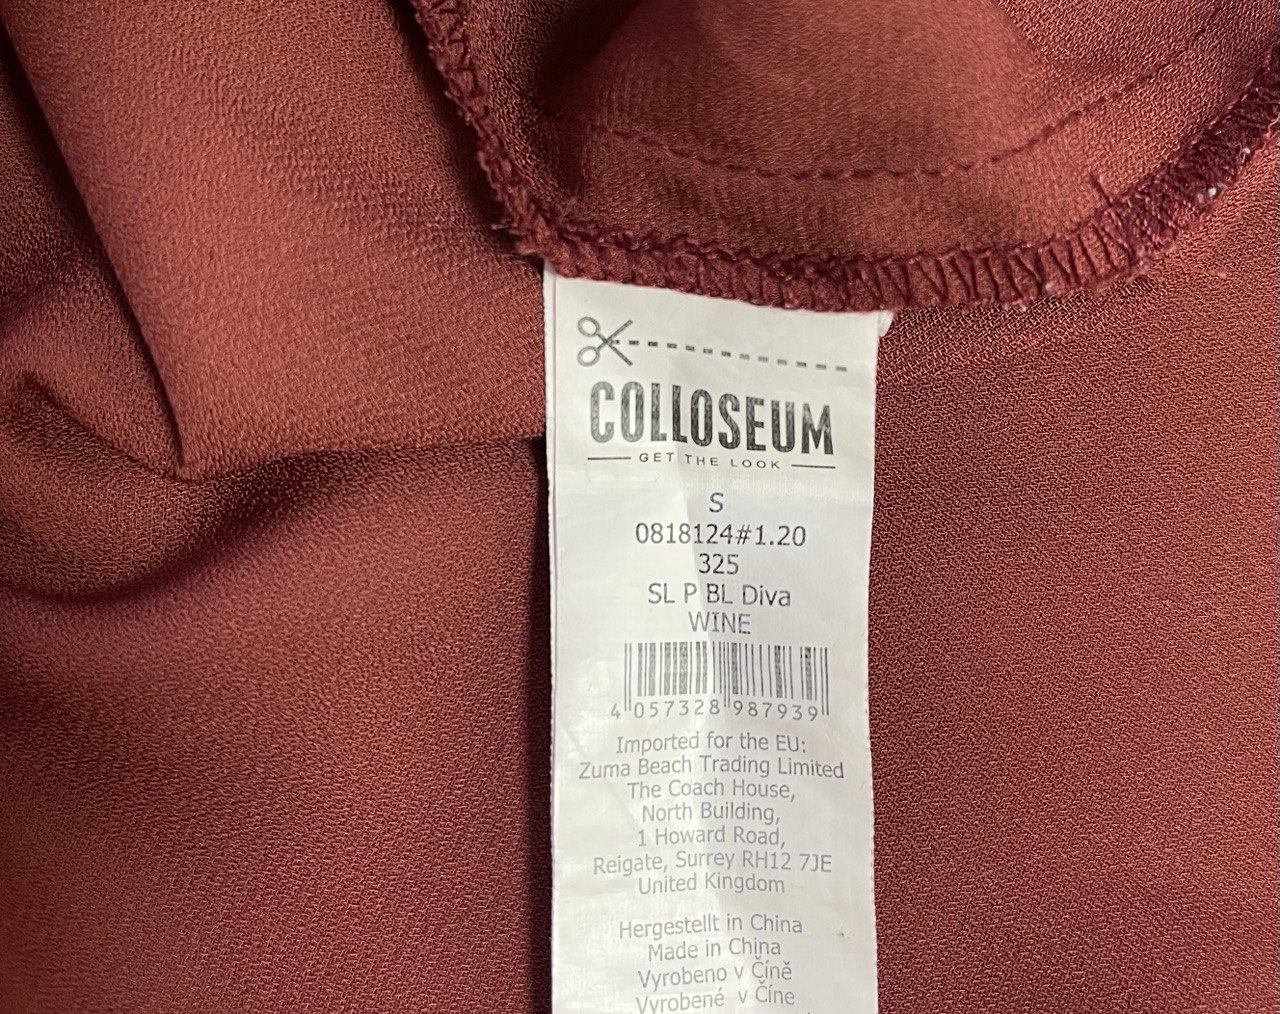 COLLOSEUM
GET THE LOOK
S
0818124#1.20
325
SL P BL Diva
WINE
4 057328 987939
Imported for the EU:
Zuma Beach Trading Limited
The Coach House,
North Building,
1 Howard Road,
Reigate, Surrey RH12 7JE
United Kingdom
Hergestellt in China
Made in China
Vyrobeno v Číně
Vyrobené v Číne